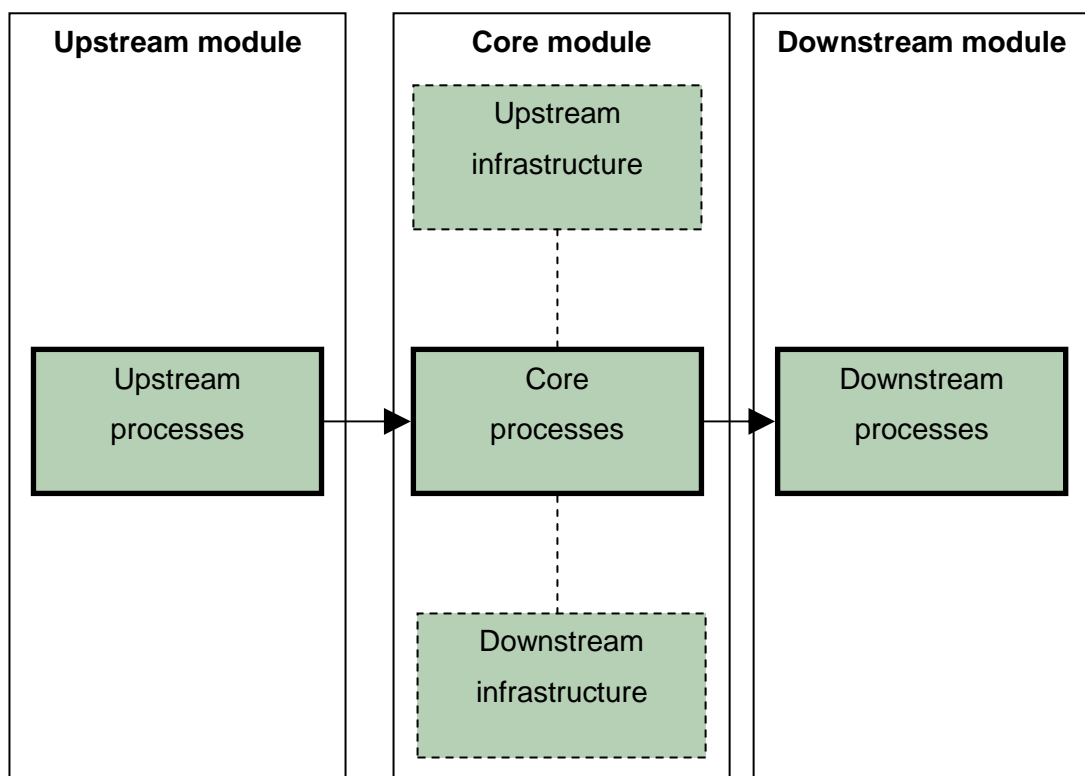 Upstream module
Core module
Downstream module
Upstream
infrastructure
Upstream
processes
Core
processes
Downstream
processes
Downstream
infrastructure